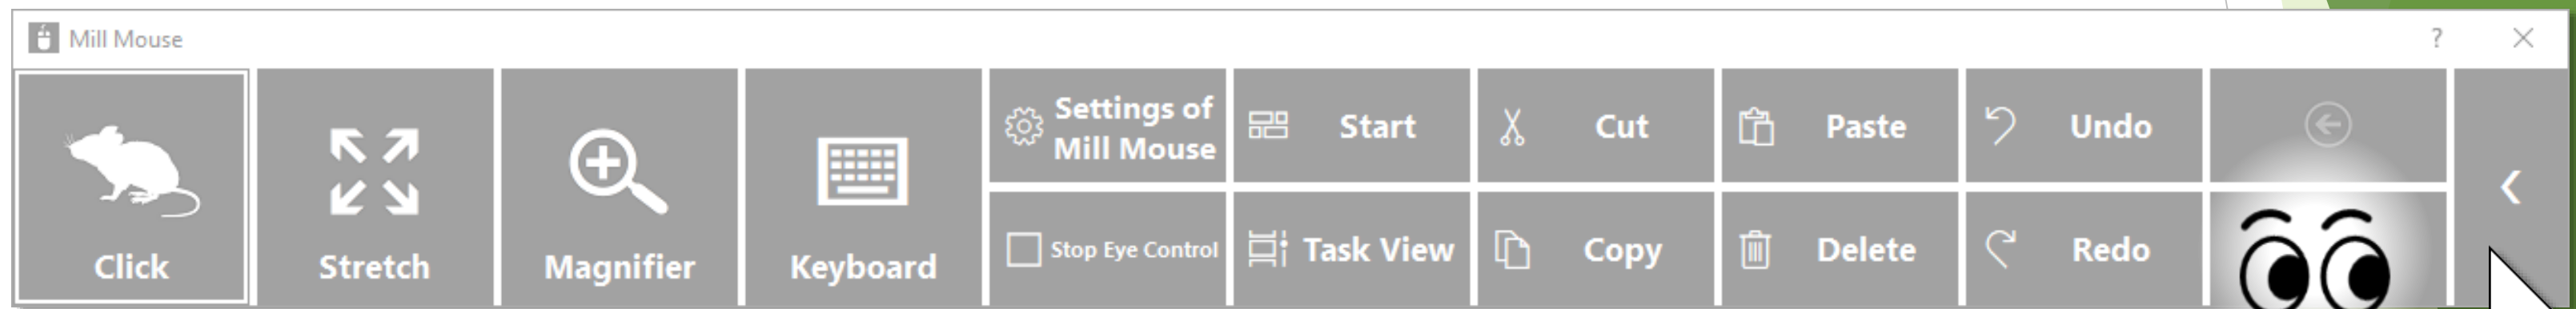 Mill Mouse
?
Click
Stretch
Magnifier
Keyboard
Settings of
Mill Mouse
Stop Eye Control
Start
Task View
Cut
Copy
Paste
Delete
Undo
Redo